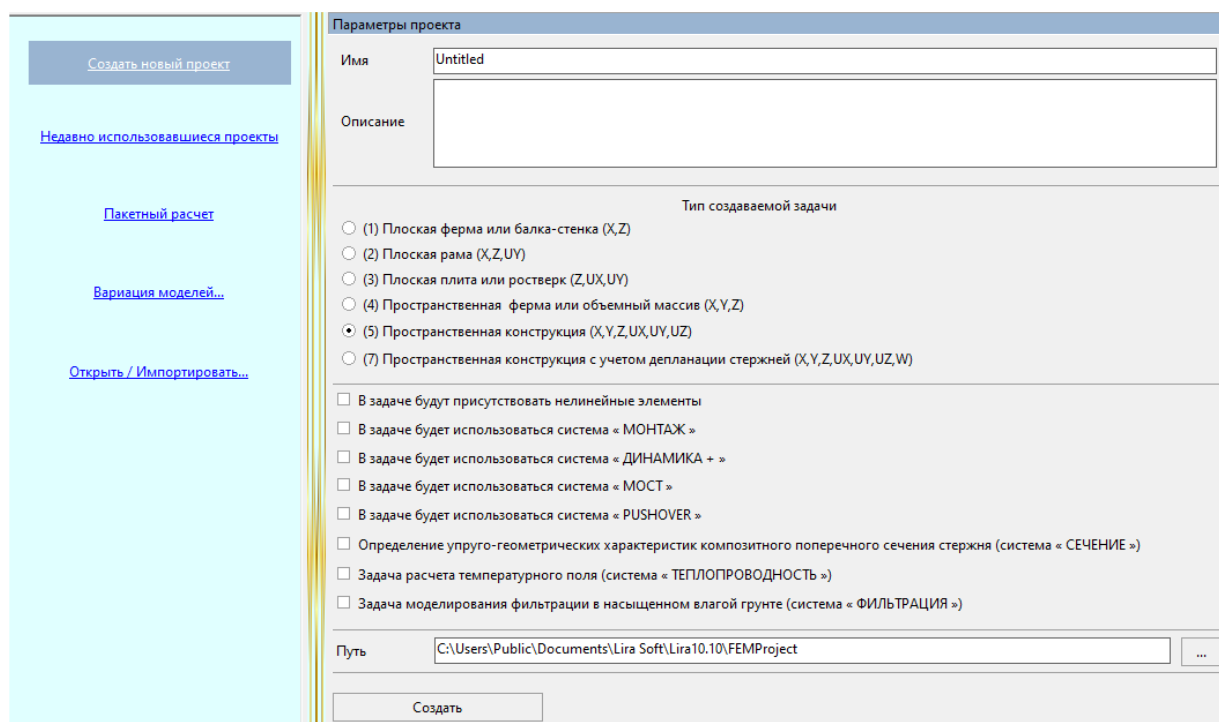 Создать новый проект
Недавно использовавшиеся проекты
Пакетный расчет
Вариация моделей...
Открыть / Импортировать...
Параметры проекта
Имя
Untitled
Описание
Тип создаваемой задачи
(1) Плоская ферма или балка-стенка (X,Z)
(2) Плоская рама (X,Z,UY)
(3) Плоская плита или ростверк (Z,UX,UY)
(4) Пространственная ферма или объемный массив (X,Y,Z)
(5) Пространственная конструкция (X,Y,Z,UX,UY,UZ)
(7) Пространственная конструкция с учетом депланации стержней (X,Y,Z,UX,UY,UZ,W)
В задаче будут присутствовать нелинейные элементы
В задаче будет использоваться система « МОНТАЖ »
В задаче будет использоваться система « ДИНАМИКА + »
В задаче будет использоваться система « МОСТ »
В задаче будет использоваться система « PUSHOVER »
Определение упруго-геометрических характеристик композитного поперечного сечения стержня (система « СЕЧЕНИЕ »)
Задача расчета температурного поля (система « ТЕПЛОПРОВОДНОСТЬ »)
Задача моделирования фильтрации в насыщенном влагой грунте (система « ФИЛЬТРАЦИЯ »)
Путь
C:\Users\Public\Documents\Lira Soft\Lira10.10\FEMProject
...
Создать